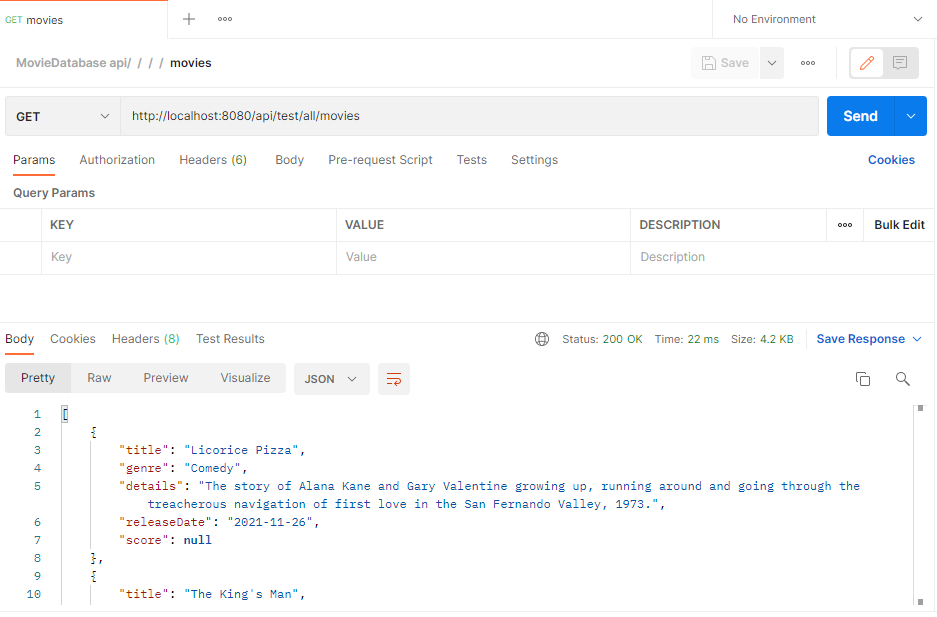 GET movies
No Environment
MovieDatabase api/ / / / movies
Save
GET http://localhost:8080/api/test/all/movies Send
Params Authorization Headers (6) Body Pre-request Script Tests Settings Cookies
Query Params
KEY VALUE DESCRIPTION Bulk Edit
Key Value Description
Body Cookies Headers (8) Test Results Status: 200 OK Time: 22 ms Size: 4.2 KB Save Response
Pretty Raw Preview Visualize JSON
1 [
2 {
3 "title": "Licorice Pizza",
4 "genre": "Comedy",
5 "details": "The story of Alana Kane and Gary Valentine growing up, running around and going through the
treacherous navigation of first love in the San Fernando Valley, 1973.",
6 "releaseDate": "2021-11-26",
7 "score": null
8 },
9 {
10 "title": "The King's Man",